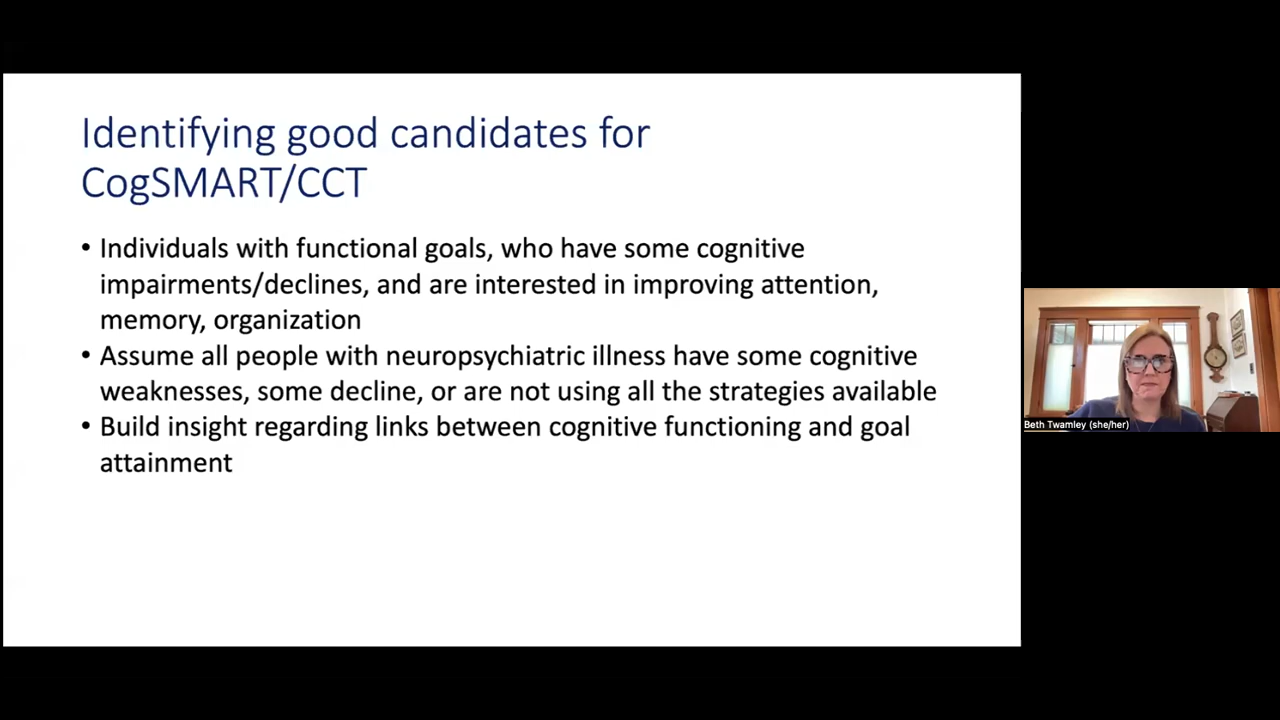 Identifying good candidates for
CogSMART/CCT
• Individuals with functional goals, who have some cognitive
impairments/declines, and are interested in improving attention,
memory, organization
• Assume all people with neuropsychiatric illness have some cognitive
weaknesses, some decline, or are not using all the strategies available
• Build insight regarding links between cognitive functioning and goal
attainment
Beth Twamley (she/her)